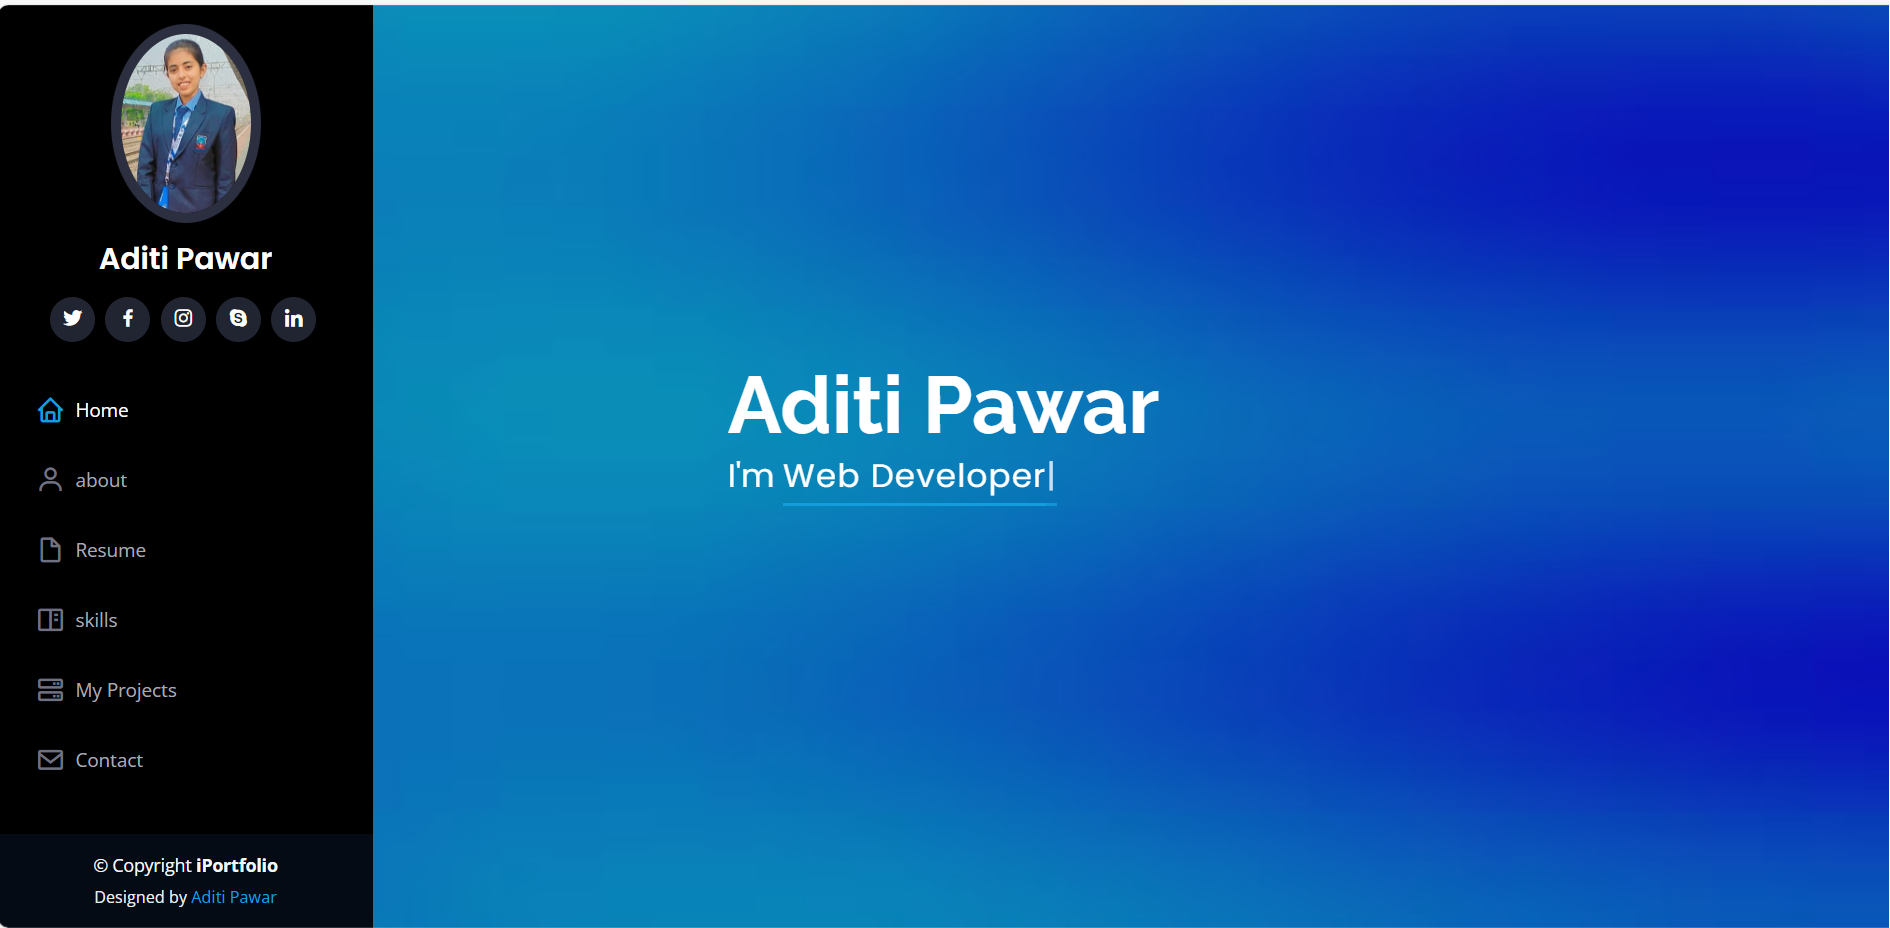 Aditi Pawar
Home
about
Resume
skills
My Projects
Contact
© Copyright iPortfolio
Designed by Aditi Pawar
Aditi Pawar
I'm Web Developer|